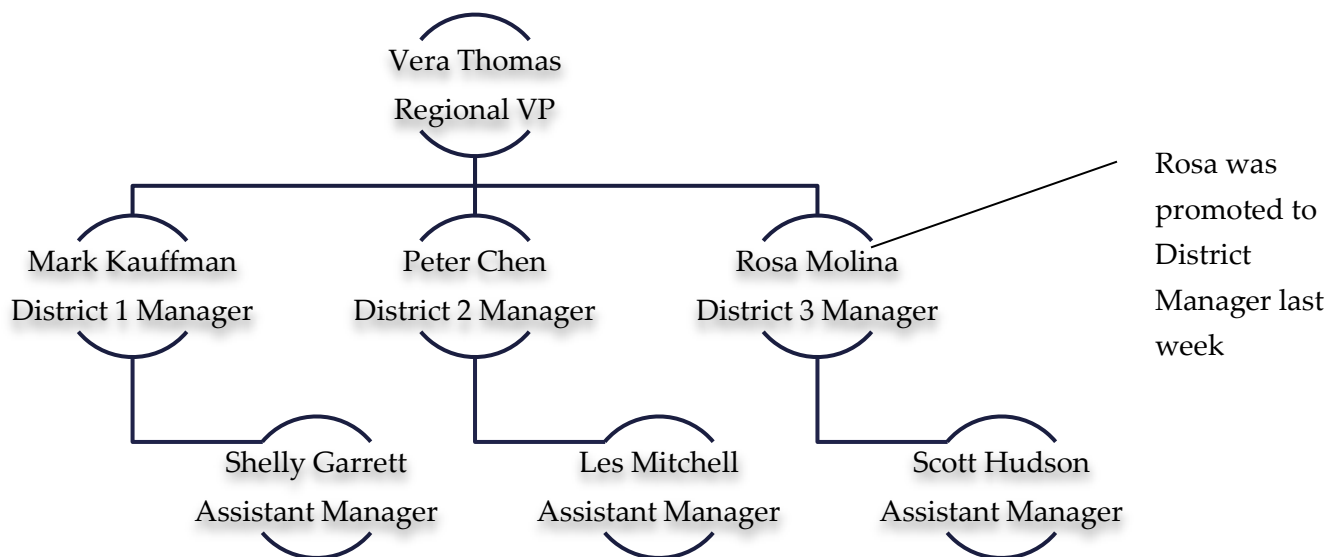 Vera Thomas
Regional VP
Mark Kauffman
District 1 Manager
Peter Chen
District 2 Manager
Rosa Molina
District 3 Manager
Rosa was
promoted to
District
Manager last
week
Shelly Garrett
Assistant Manager
Les Mitchell
Assistant Manager
Scott Hudson
Assistant Manager